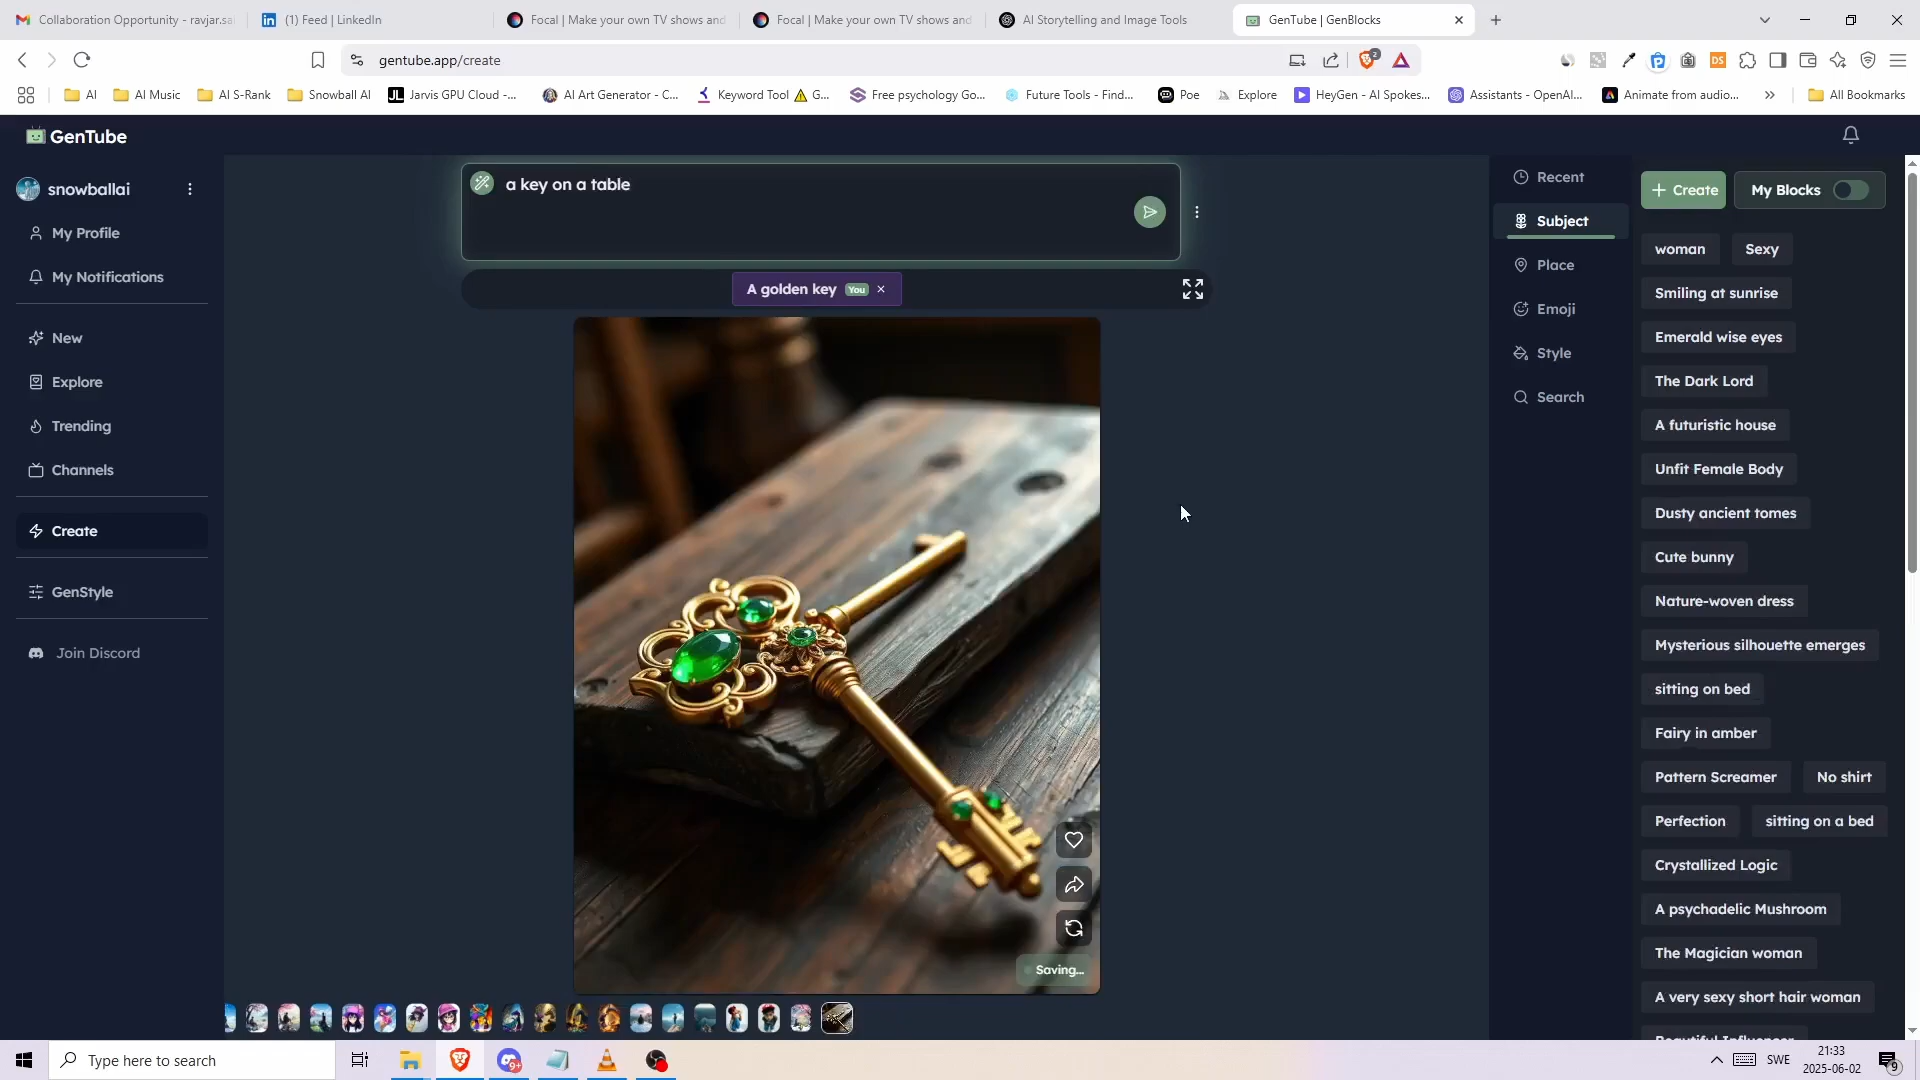 Collaboration Opportunity - ravjar.sa
(1) Feed | LinkedIn
Focal | Make your own TV shows and
Focal | Make your own TV shows and
AI Storytelling and Image Tools
GenTube | GenBlocks
gentube.app/create
2
AI
AI Music
AI S-Rank
Snowball AI
Jarvis GPU Cloud -...
AI Art Generator - C...
Keyword Tool ⚠ G...
Free psychology Go...
Future Tools - Find...
Poe
Explore
HeyGen - AI Spokes...
Assistants - OpenAI...
Animate from audio...
All Bookmarks
GenTube
snowballai
My Profile
My Notifications
New
Explore
Trending
Channels
Create
GenStyle
Join Discord
a key on a table
A golden key You
Saving...
Recent
Subject
Place
Emoji
Style
Search
+ Create
My Blocks
woman
Sexy
Smiling at sunrise
Emerald wise eyes
The Dark Lord
A futuristic house
Unfit Female Body
Dusty ancient tomes
Cute bunny
Nature-woven dress
Mysterious silhouette emerges
sitting on bed
Fairy in amber
Pattern Screamer
No shirt
Perfection
sitting on a bed
Crystallized Logic
A psychadelic Mushroom
The Magician woman
A very sexy short hair woman
Beautiful Influencer
Type here to search
9+
SWE
21:33
2025-06-02
9